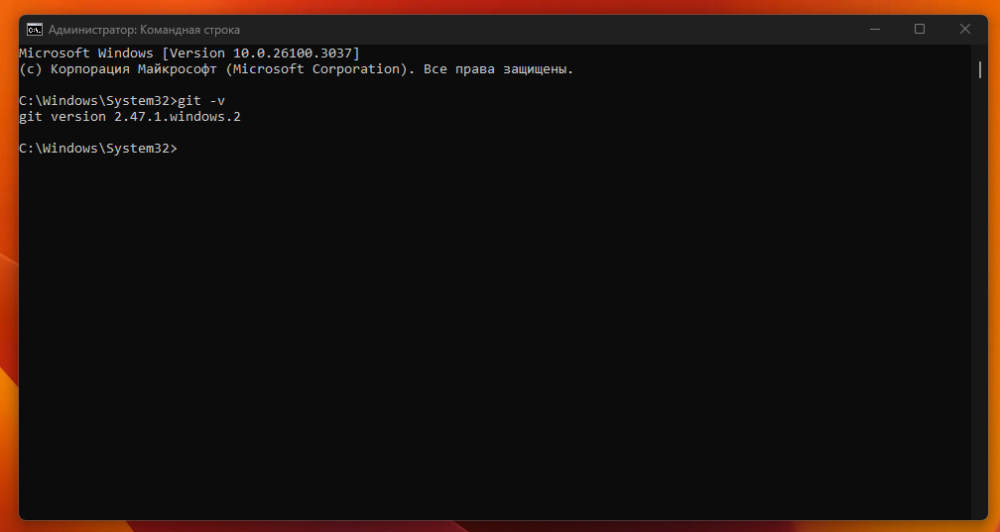 Администратор: Командная строка
Microsoft Windows [Version 10.0.26100.3037]
(c) Корпорация Майкрософт (Microsoft Corporation). Все права защищены.
C:\Windows\System32>git -v
git version 2.47.1.windows.2
C:\Windows\System32>